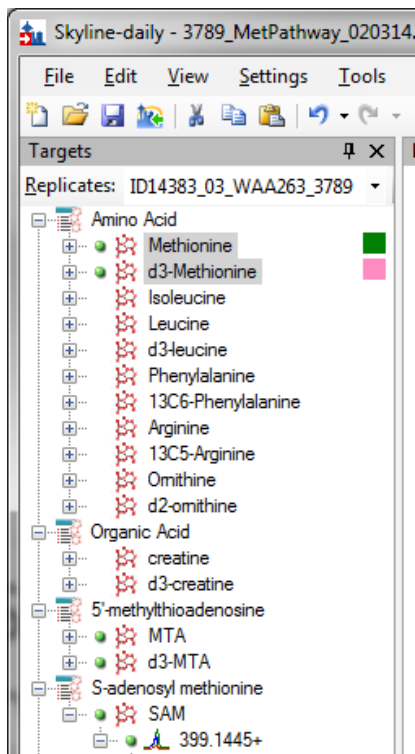 Skyline-daily - 3789_MetPathway_020314.
File Edit View Settings Tools
Targets
Replicates: ID14383_03_WAA263_3789
Amino Acid
Methionine
d3-Methionine
Isoleucine
Leucine
d3-leucine
Phenylalanine
13C6-Phenylalanine
Arginine
13C5-Arginine
Ornithine
d2-ornithine
Organic Acid
creatine
d3-creatine
5'-methylthioadenosine
MTA
d3-MTA
S-adenosyl methionine
SAM
399.1445+